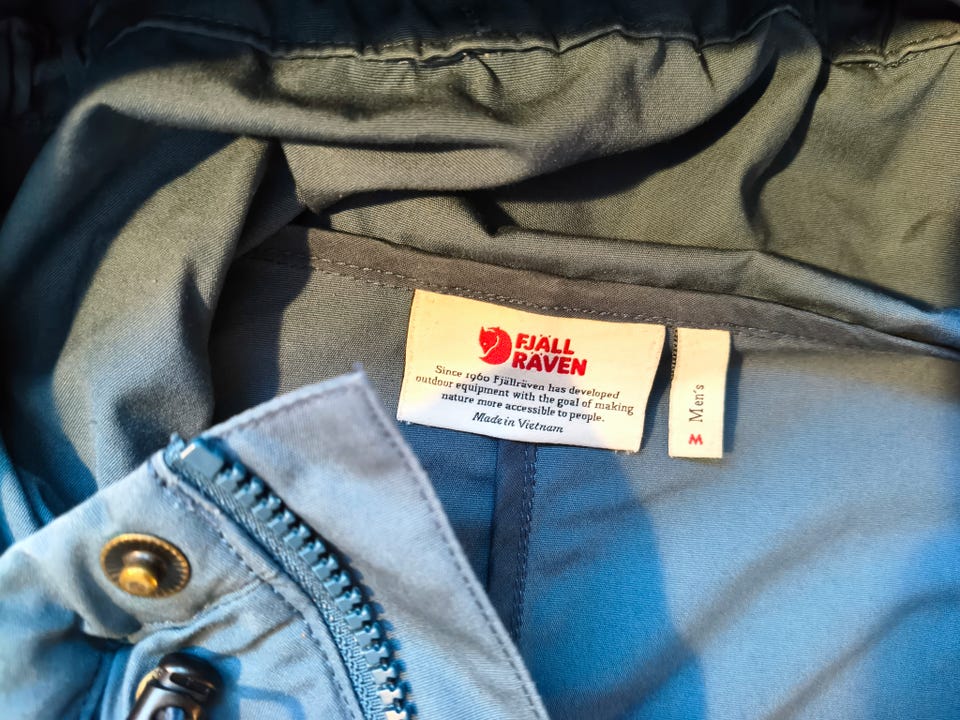 FJÄLL
RÄVEN
Since 1960 Fjällräven has developed
outdoor equipment with the goal of making
nature more accessible to people.
Made in Vietnam
Men's
M